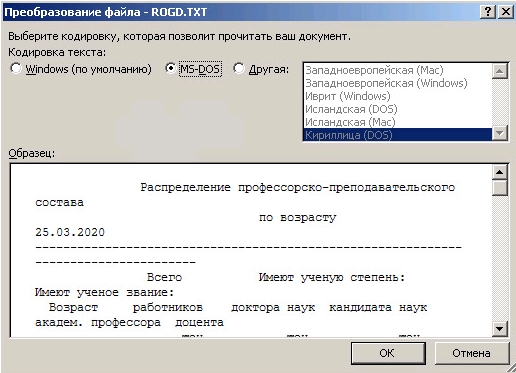 Преобразование файла - ROGD.TXT
Выберите кодировку, которая позволит прочитать ваш документ.
Кодировка текста:
Windows (по умолчанию) MS-DOS Другая:
Западноевропейская (Mac)
Западноевропейская (Windows)
Иврит (Windows)
Исландская (DOS)
Исландская (Mac)
Кириллица (DOS)
Образец:
Распределение профессорско-преподавательского
состава
по возрасту
25.03.2020
-------------------------------------------------------------
-----------------------
Всего Имеют ученую степень:
Имеют ученое звание:
Возраст работников доктора наук кандидата наук
академ. профессора доцента
OK Отмена